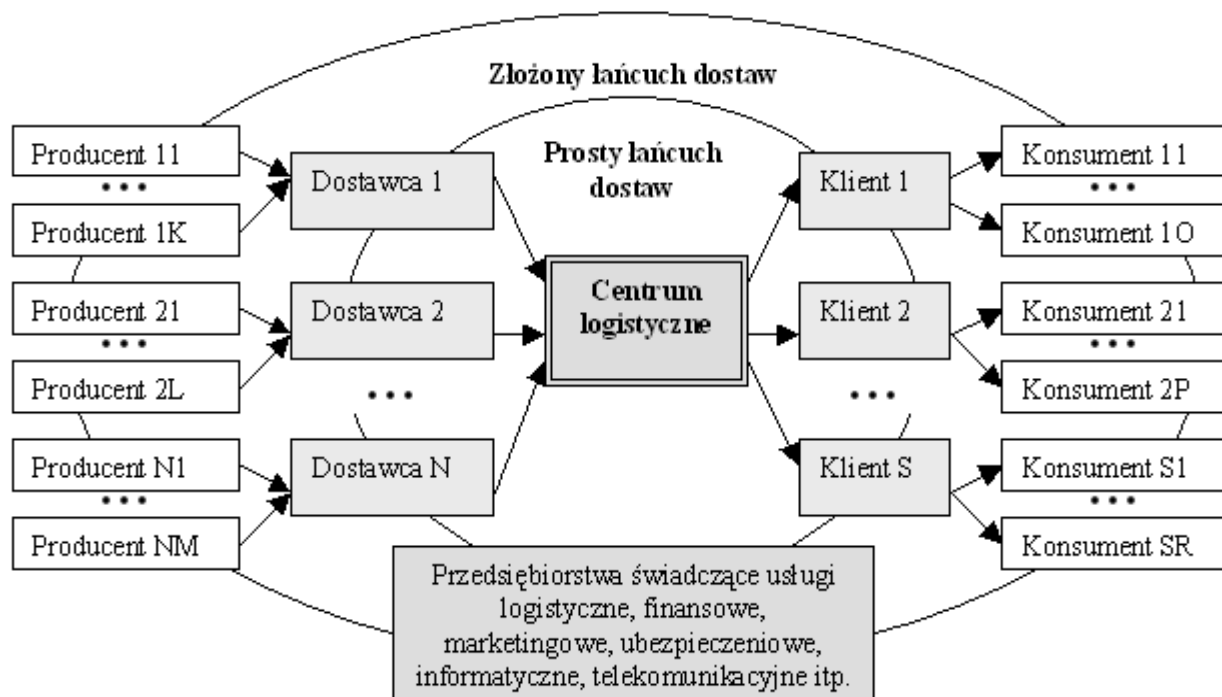 Złożony łańcuch dostaw
Prosty łańcuch
dostaw
Producent 11
• • •
Producent 1K
Producent 21
• • •
Producent 2L
Producent N1
• • •
Producent NM
Dostawca 1
Dostawca 2
• • •
Dostawca N
Centrum
logistyczne
Klient 1
Klient 2
• • •
Klient S
Konsument 11
• • •
Konsument 1O
Konsument 21
• • •
Konsument 2P
Konsument S1
• • •
Konsument SR
Przedsiębiorstwa świadczące usługi
logistyczne, finansowe,
marketingowe, ubezpieczeniowe,
informatyczne, telekomunikacyjne itp.